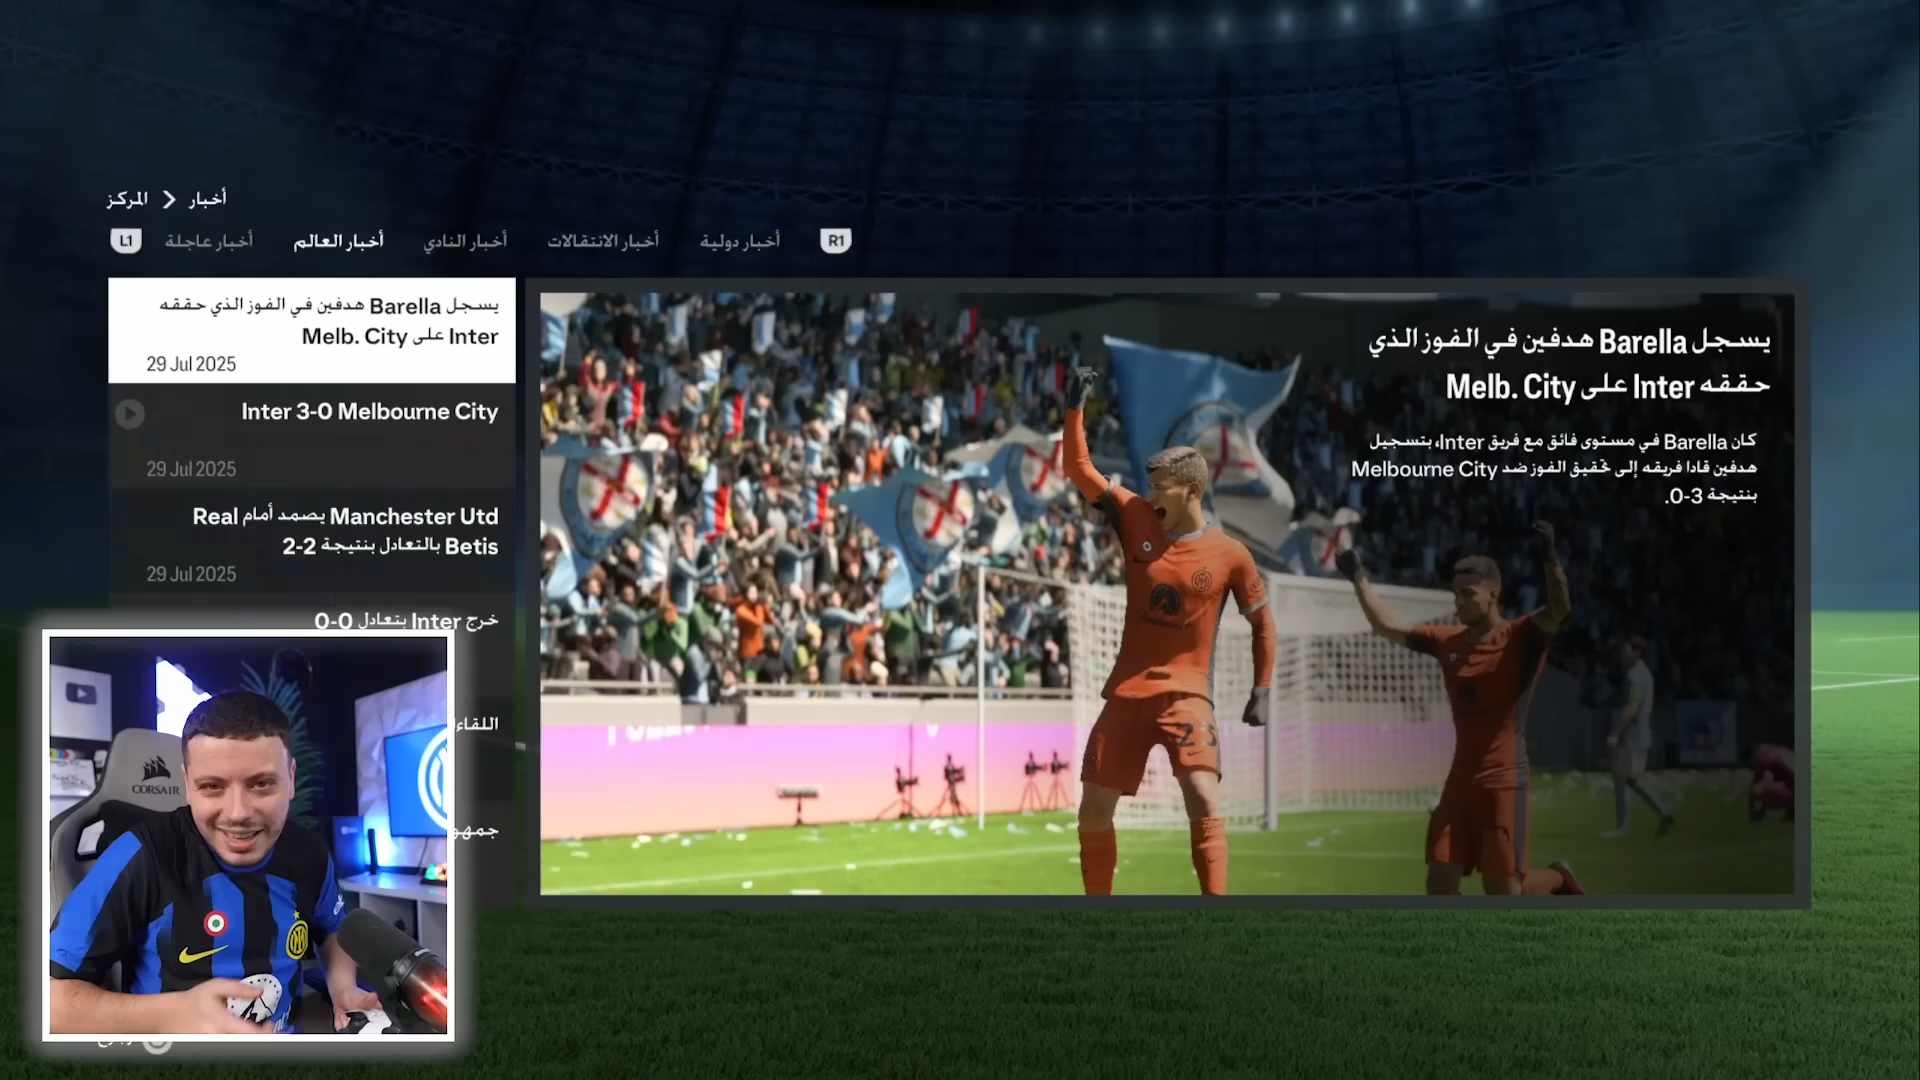 المركز > أخبار
L1 أخبار عاجلة أخبار العالم أخبار النادي أخبار الانتقالات أخبار دولية R1
يسجل Barella هدفين في الفوز الذي حققه
Inter على Melb. City
29 Jul 2025
Inter 3-0 Melbourne City
29 Jul 2025
Manchester Utd يصمد أمام Real
Betis بالتعادل بنتيجة 2-2
29 Jul 2025
خرج Inter بتعادل 0-0
اللقاء
يسجل Barella هدفين في الفوز الذي
حققه Inter على Melb. City
كان Barella في مستوى فائق مع فريق Inter، بتسجيل
هدفين قادا فريقه إلى تحقيق الفوز ضد Melbourne City
بنتيجة 3-0.
23
CORSAIR